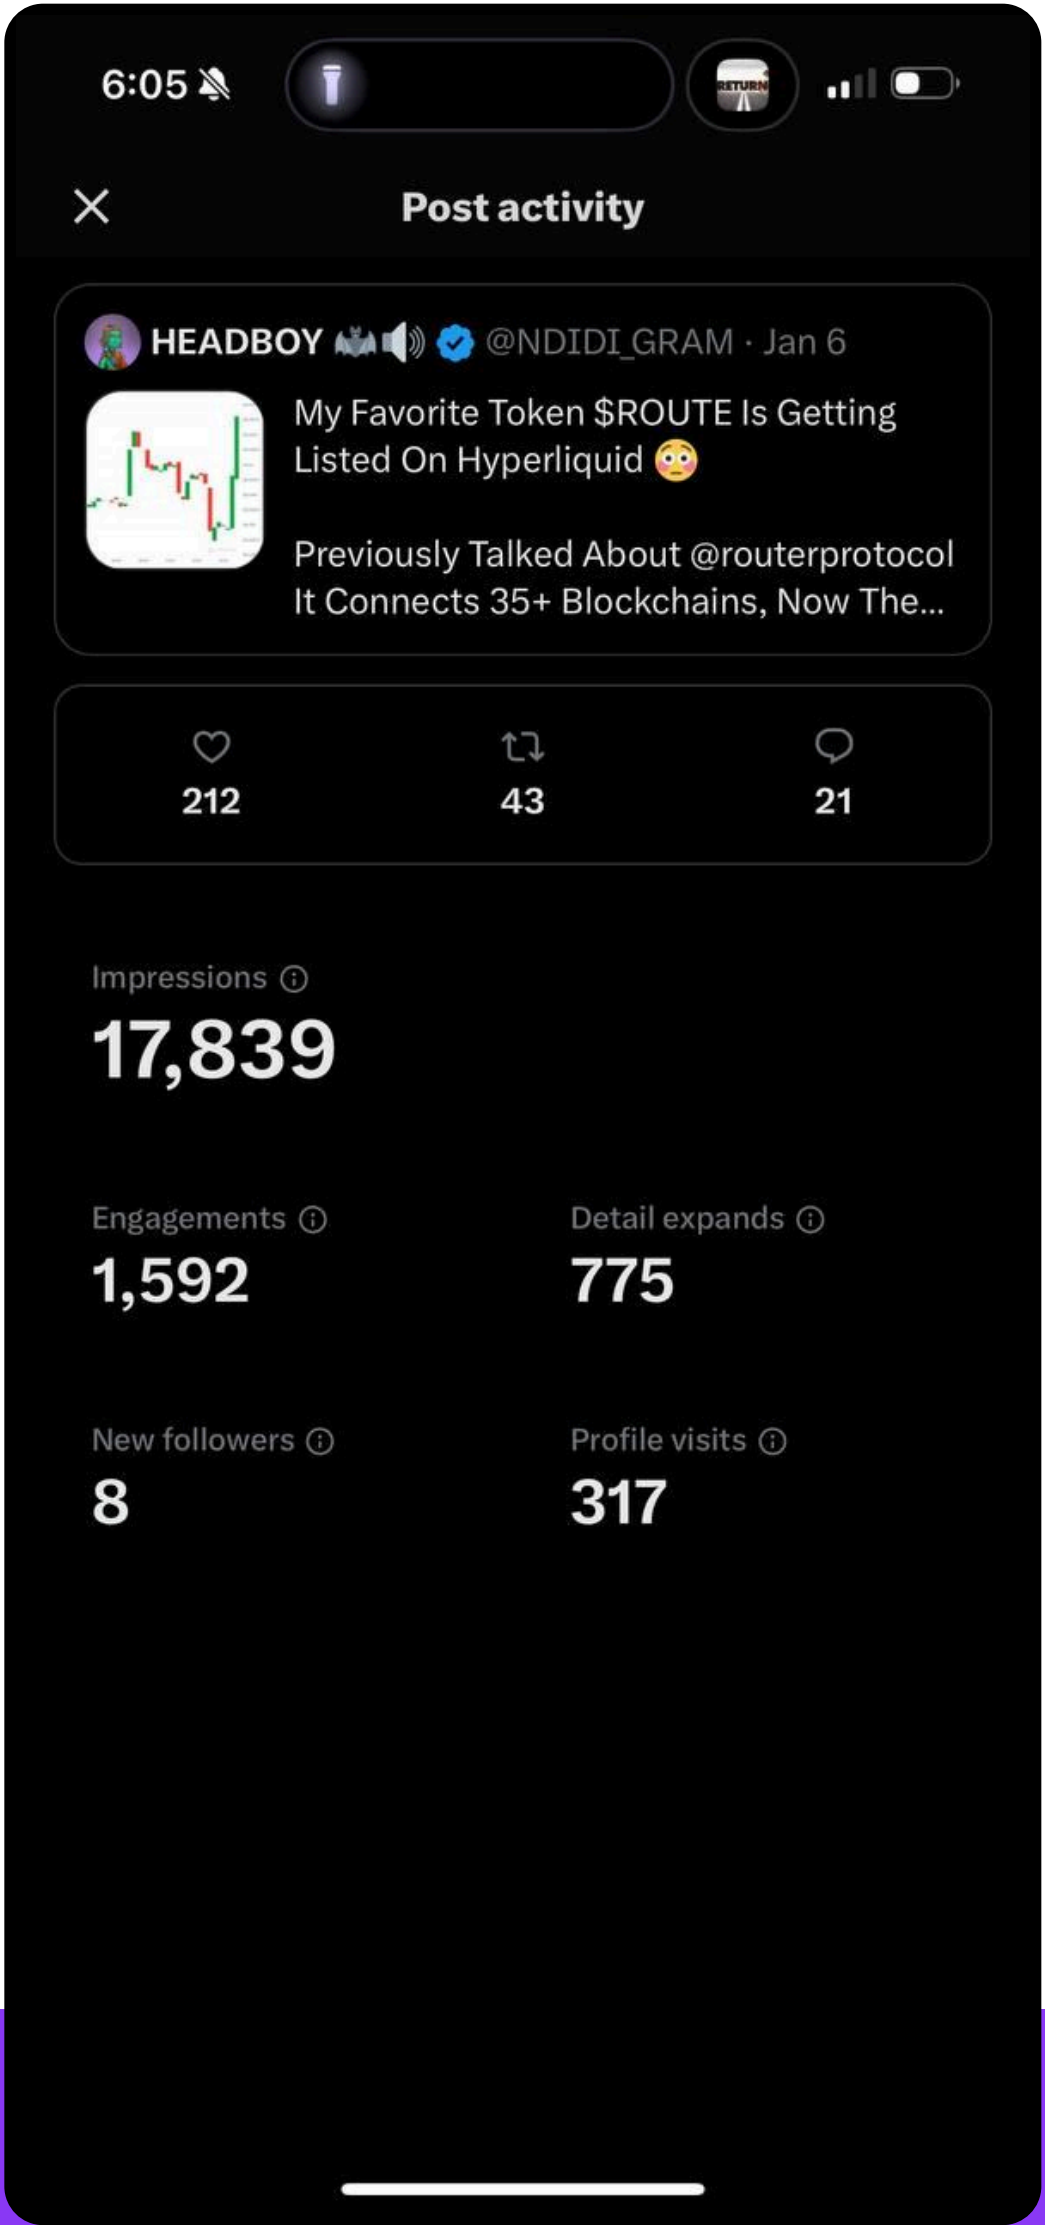 6:05
RETURN
Post activity
HEADBOY 🦇🔊 @NDIDI_GRAM · Jan 6
My Favorite Token $ROUTE Is Getting
Listed On Hyperliquid 😳
Previously Talked About @routerprotocol
It Connects 35+ Blockchains, Now The...
212
43
21
Impressions
17,839
Engagements
Detail expands
1,592
775
New followers
Profile visits
8
317